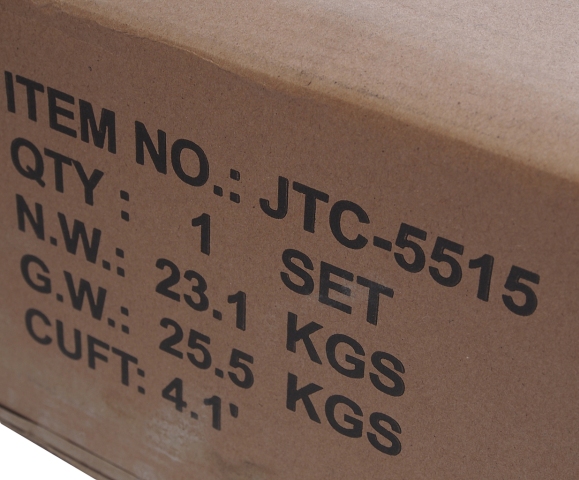 ITEM NO.: JTC-5515
QTY : 1 SET
N.W.: 23.1 KGS
G.W.: 25.5 KGS
CUFT: 4.1'